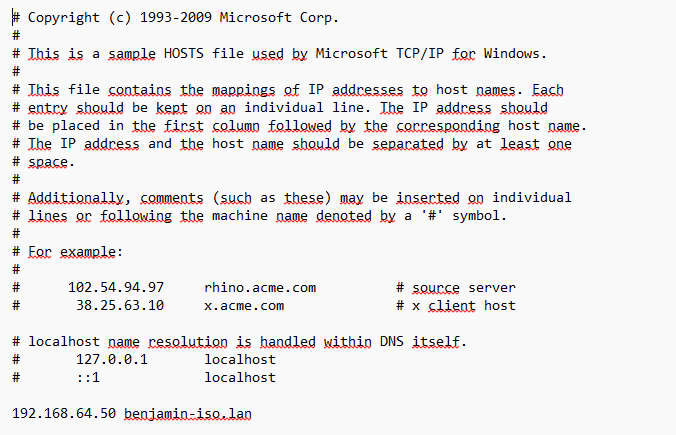 # Copyright (c) 1993-2009 Microsoft Corp.
#
# This is a sample HOSTS file used by Microsoft TCP/IP for Windows.
#
# This file contains the mappings of IP addresses to host names. Each
# entry should be kept on an individual line. The IP address should
# be placed in the first column followed by the corresponding host name.
# The IP address and the host name should be separated by at least one
# space.
#
# Additionally, comments (such as these) may be inserted on individual
# lines or following the machine name denoted by a '#' symbol.
#
# For example:
#
#      102.54.94.97     rhino.acme.com          # source server
#       38.25.63.10     x.acme.com              # x client host

# localhost name resolution is handled within DNS itself.
#       127.0.0.1       localhost
#       ::1             localhost

192.168.64.50 benjamin-iso.lan